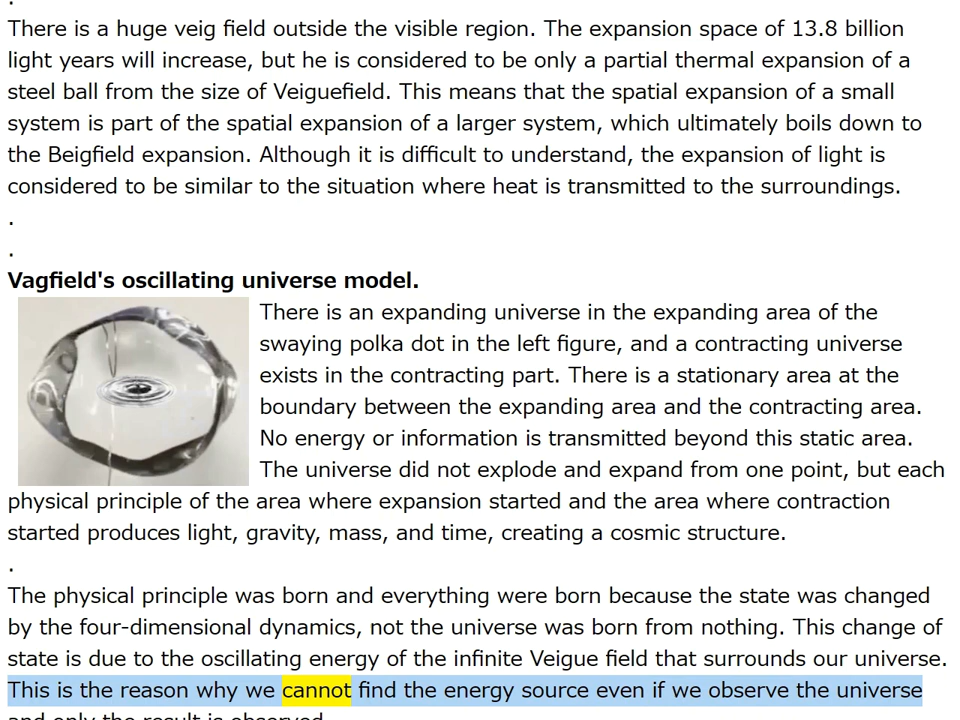 .
There is a huge veig field outside the visible region. The expansion space of 13.8 billion
light years will increase, but he is considered to be only a partial thermal expansion of a
steel ball from the size of Veiguefield. This means that the spatial expansion of a small
system is part of the spatial expansion of a larger system, which ultimately boils down to
the Beigfield expansion. Although it is difficult to understand, the expansion of light is
considered to be similar to the situation where heat is transmitted to the surroundings.
.
.
Vagfield's oscillating universe model.
There is an expanding universe in the expanding area of the
swaying polka dot in the left figure, and a contracting universe
exists in the contracting part. There is a stationary area at the
boundary between the expanding area and the contracting area.
No energy or information is transmitted beyond this static area.
The universe did not explode and expand from one point, but each
physical principle of the area where expansion started and the area where contraction
started produces light, gravity, mass, and time, creating a cosmic structure.
.
The physical principle was born and everything were born because the state was changed
by the four-dimensional dynamics, not the universe was born from nothing. This change of
state is due to the oscillating energy of the infinite Veigue field that surrounds our universe.
This is the reason why we cannot find the energy source even if we observe the universe
and only the result is observed.